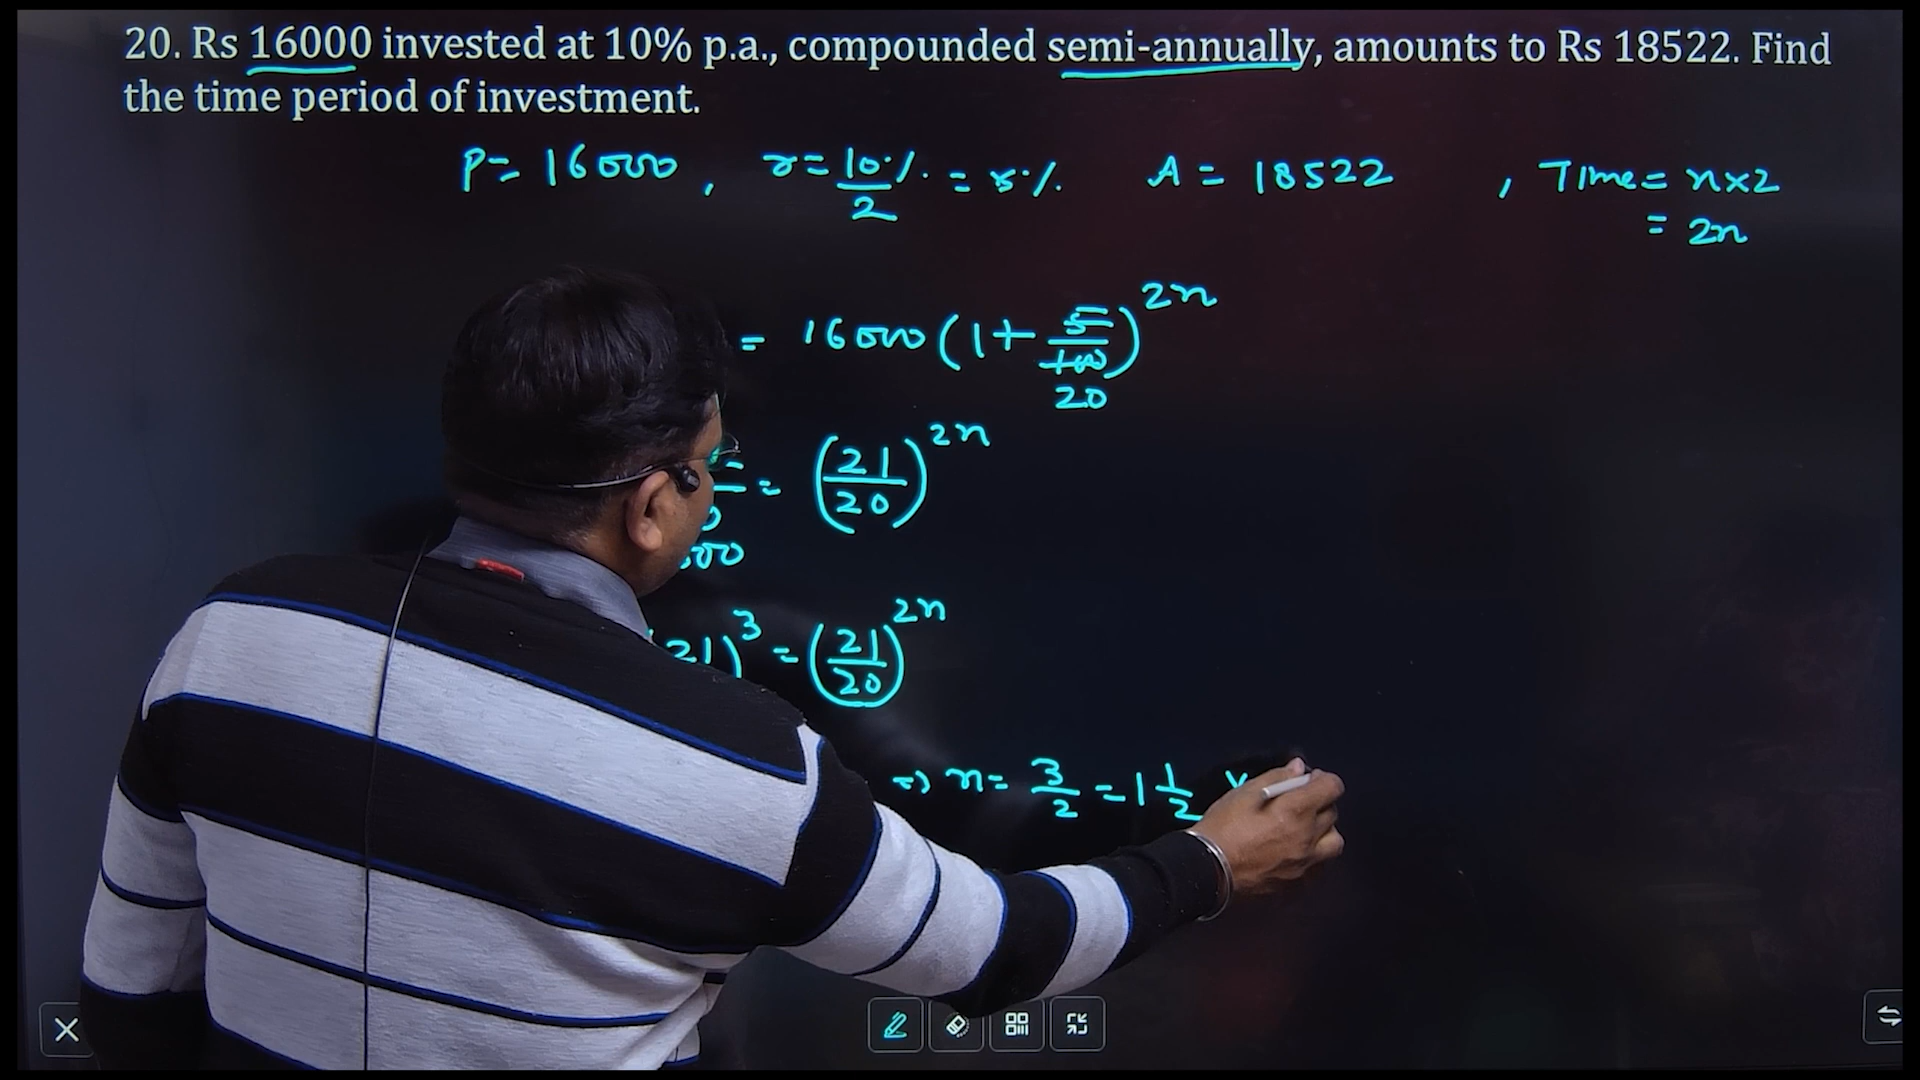 20. Rs 16000 invested at 10% p.a., compounded semi-annually, amounts to Rs 18522. Find
the time period of investment.
P= 16000, r= 10%/2 = 5% A = 18522, Time= n×2
= 2n
= 16000(1+5/100)^2n
20
= (21/20)^2n
000
21)^3 = (21/20)^2n
⇒ n= 3/2 = 1 1/2 y